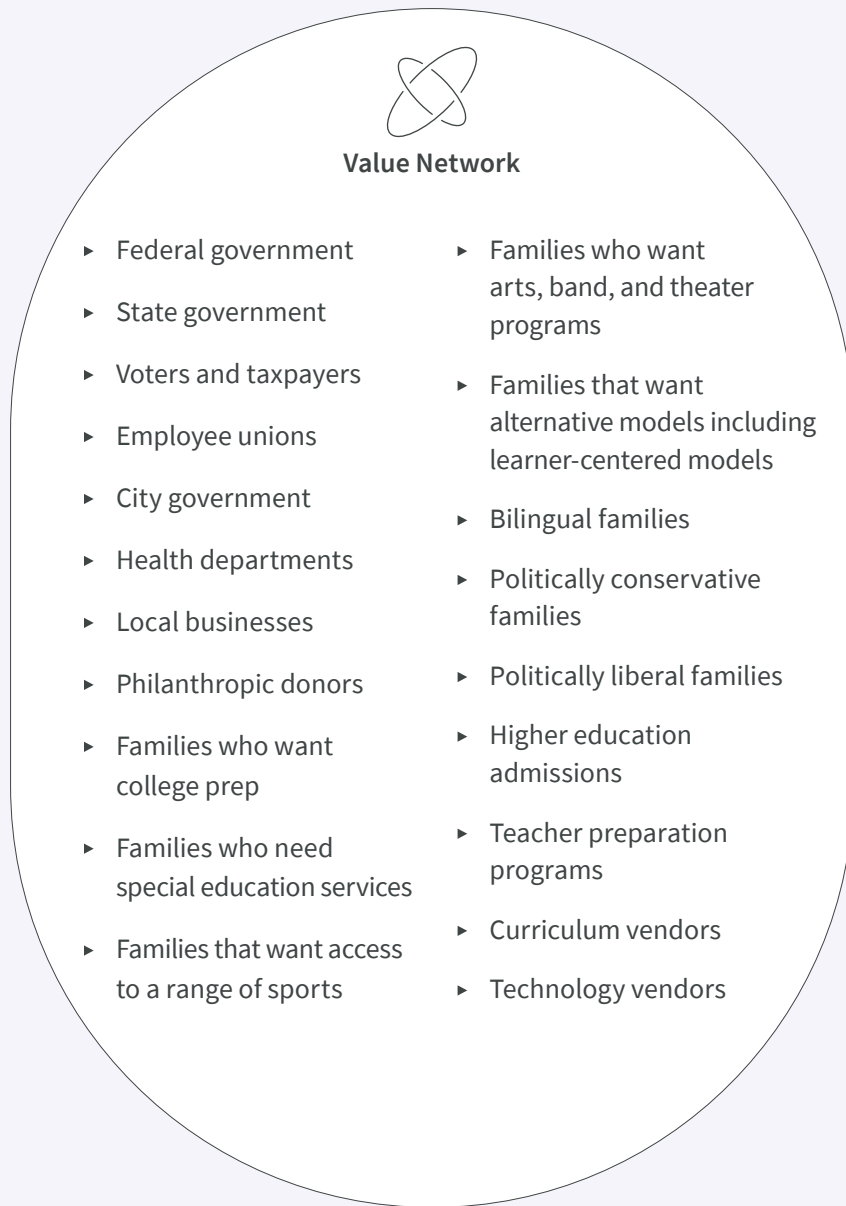 Value Network
▸ Federal government
▸ State government
▸ Voters and taxpayers
▸ Employee unions
▸ City government
▸ Health departments
▸ Local businesses
▸ Philanthropic donors
▸ Families who want
college prep
▸ Families who need
special education services
▸ Families that want access
to a range of sports
▸ Families who want
arts, band, and theater
programs
▸ Families that want
alternative models including
learner-centered models
▸ Bilingual families
▸ Politically conservative
families
▸ Politically liberal families
▸ Higher education
admissions
▸ Teacher preparation
programs
▸ Curriculum vendors
▸ Technology vendors